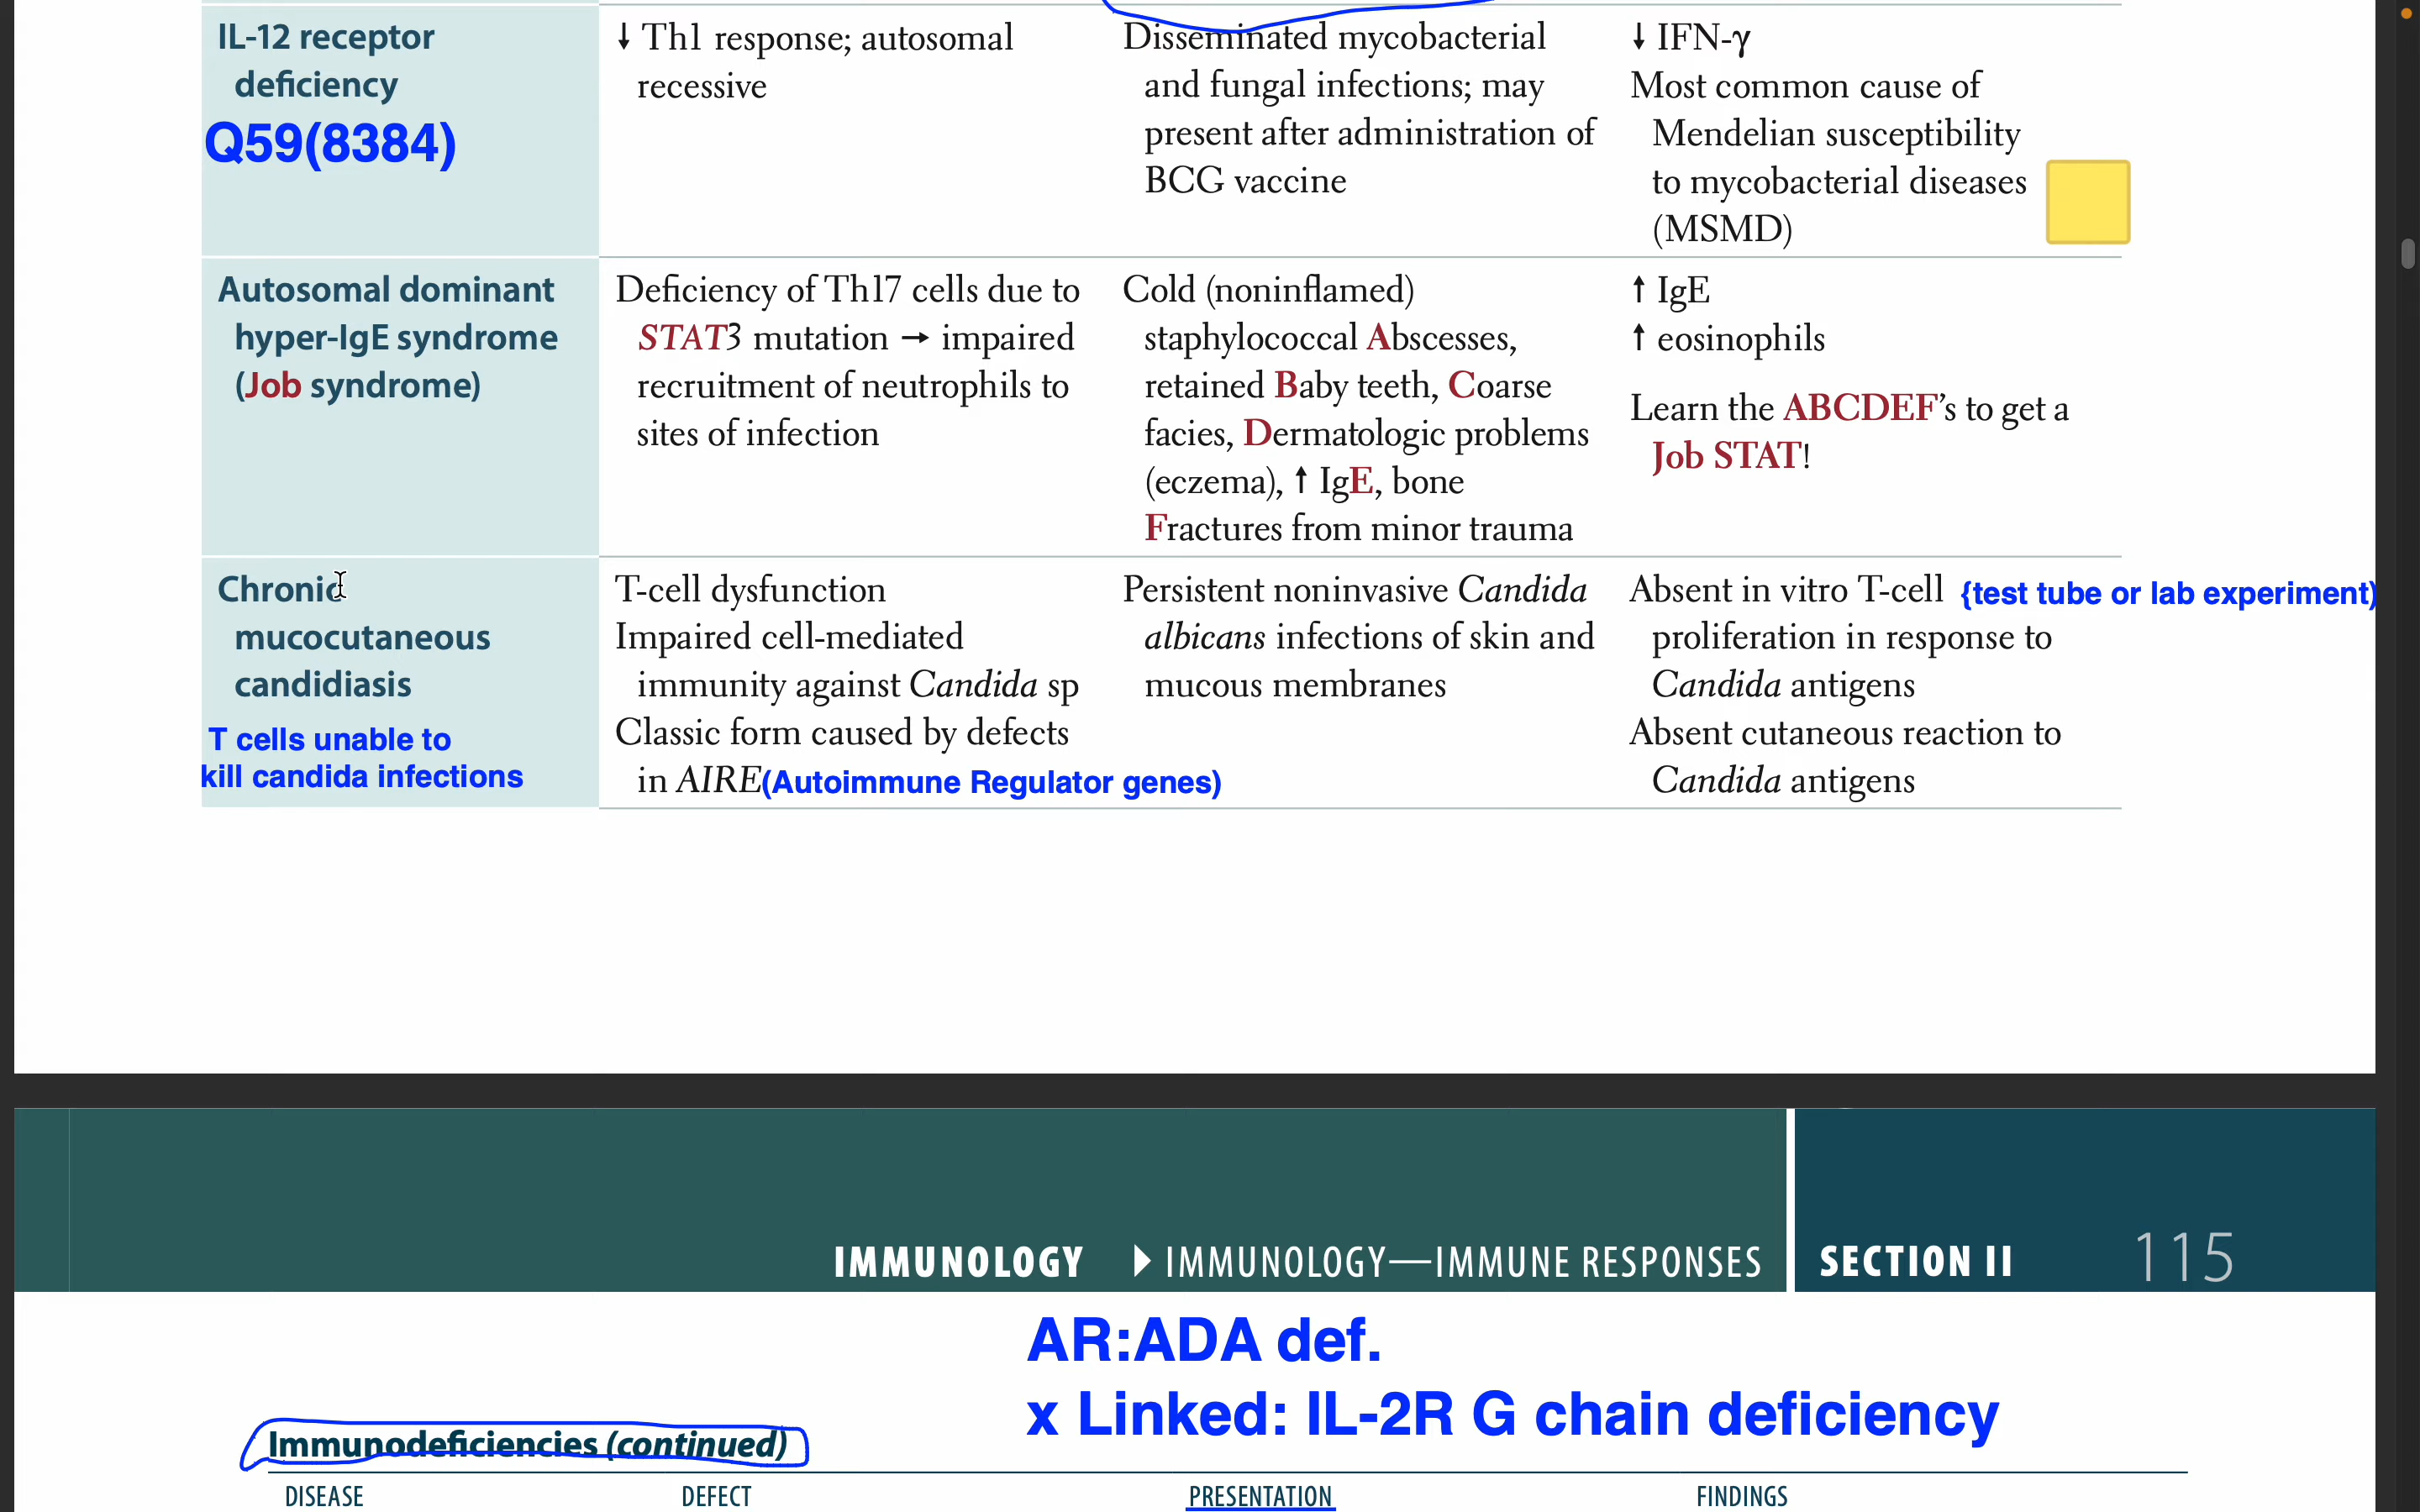 IL-12 receptor
deficiency
Q59(8384)
↓ Th1 response; autosomal
recessive
Disseminated mycobacterial
and fungal infections; may
present after administration of
BCG vaccine
↓ IFN-γ
Most common cause of
Mendelian susceptibility
to mycobacterial diseases
(MSMD)
Autosomal dominant
hyper-IgE syndrome
(Job syndrome)
Deficiency of Th17 cells due to
STAT3 mutation → impaired
recruitment of neutrophils to
sites of infection
Cold (noninflamed)
staphylococcal Abscesses,
retained Baby teeth, Coarse
facies, Dermatologic problems
(eczema), ↑ IgE, bone
Fractures from minor trauma
↑ IgE
↑ eosinophils
Learn the ABCDEF's to get a
Job STAT!
Chronic
mucocutaneous
candidiasis
T cells unable to
kill candida infections
T-cell dysfunction
Impaired cell-mediated
immunity against Candida sp
Classic form caused by defects
in AIRE(Autoimmune Regulator genes)
Persistent noninvasive Candida
albicans infections of skin and
mucous membranes
Absent in vitro T-cell {test tube or lab experiment)
proliferation in response to
Candida antigens
Absent cutaneous reaction to
Candida antigens
IMMUNOLOGY ▶ IMMUNOLOGY—IMMUNE RESPONSES SECTION II 115
AR:ADA def.
x Linked: IL-2R G chain deficiency
Immunodeficiencies (continued)
DISEASE DEFECT PRESENTATION FINDINGS